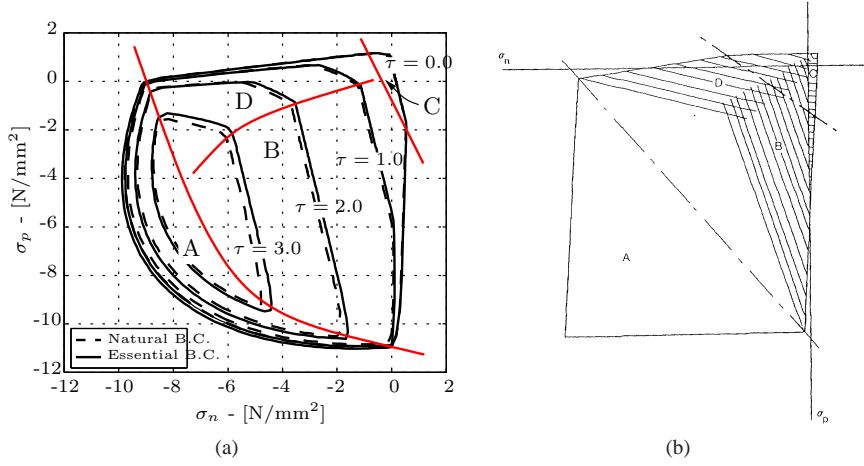 2
0
-2
-4
-6
-8
-10
-12
σp - [N/mm²]
τ = 0.0
C
D
B
τ = 1.0
τ = 2.0
A
τ = 3.0
Natural B.C.
Essential B.C.
-12 -10 -8 -6 -4 -2 0 2
σn - [N/mm²]
(a)
σn
C
D
B
A
σp
(b)